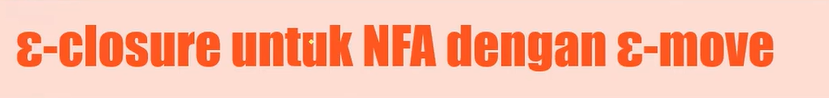 ε-closure untuk NFA dengan ε-move